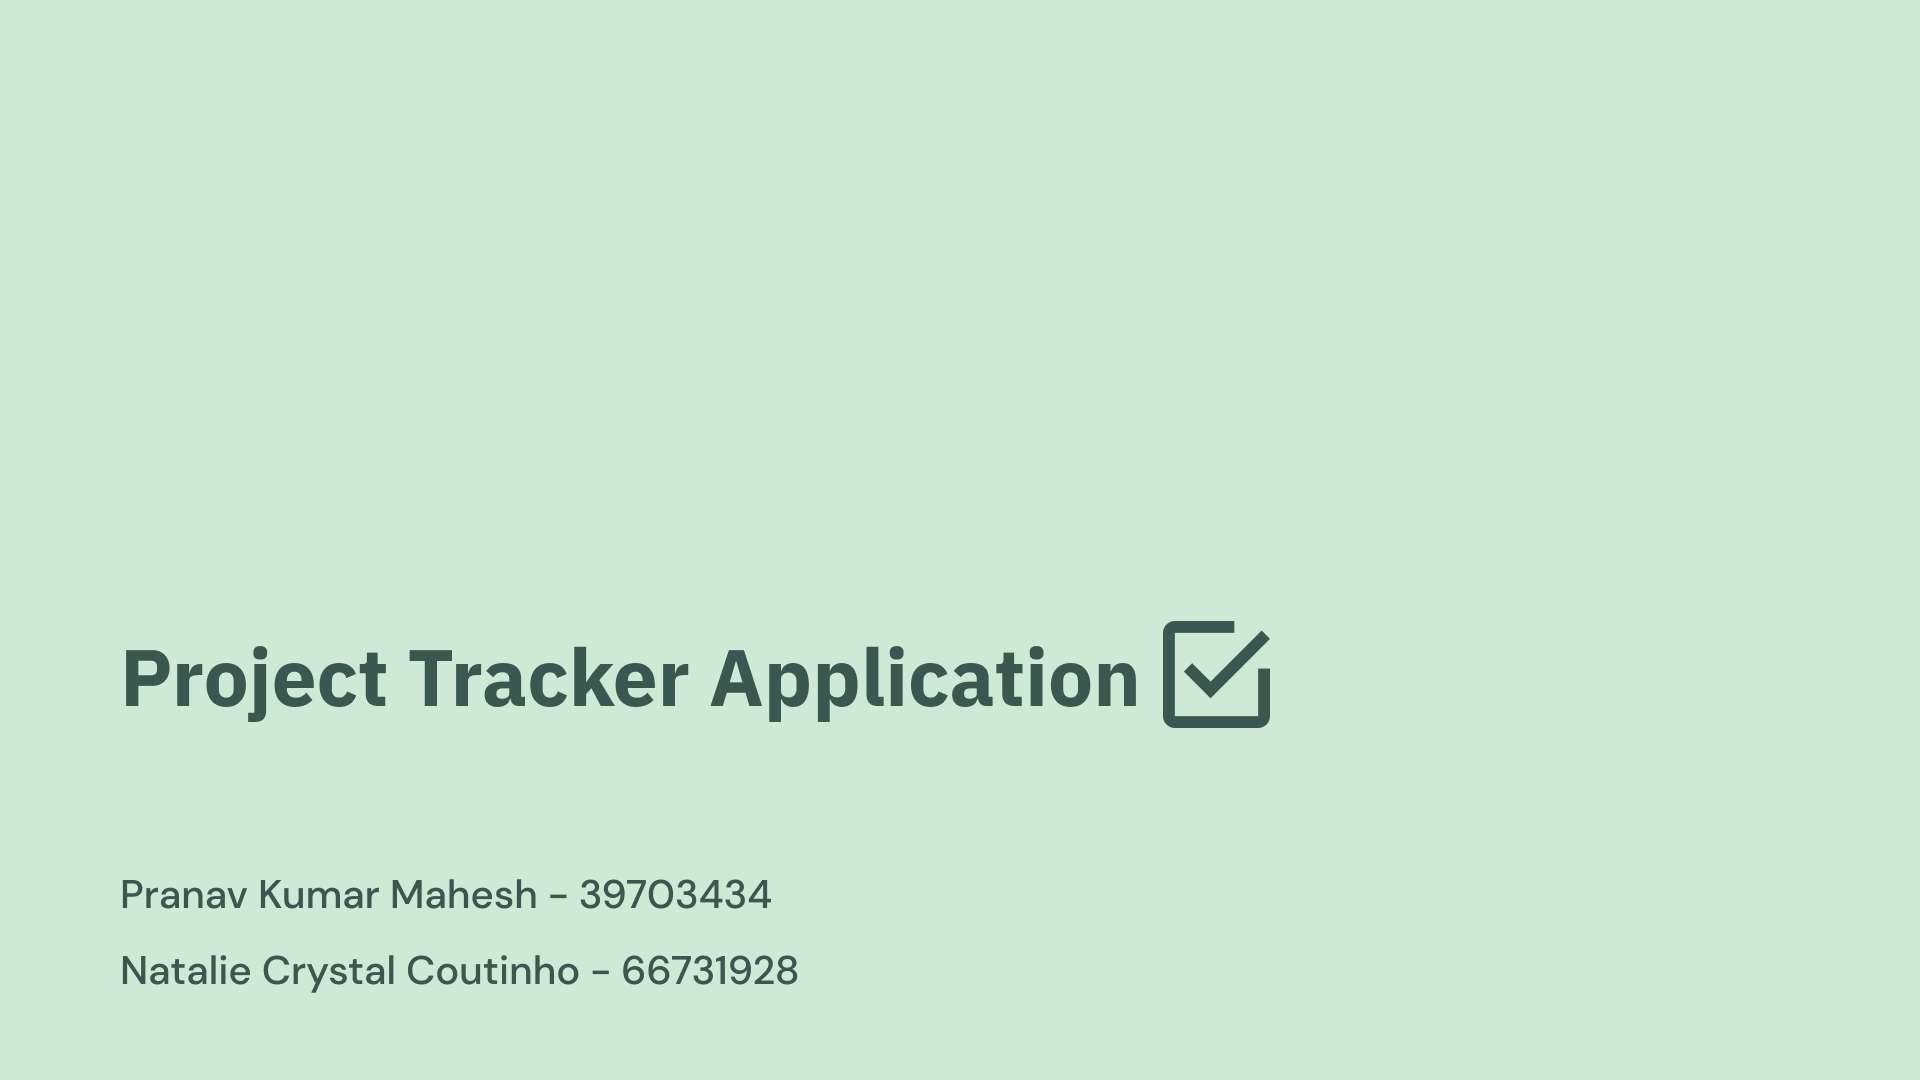 Project Tracker Application
Pranav Kumar Mahesh - 39703434
Natalie Crystal Coutinho - 66731928